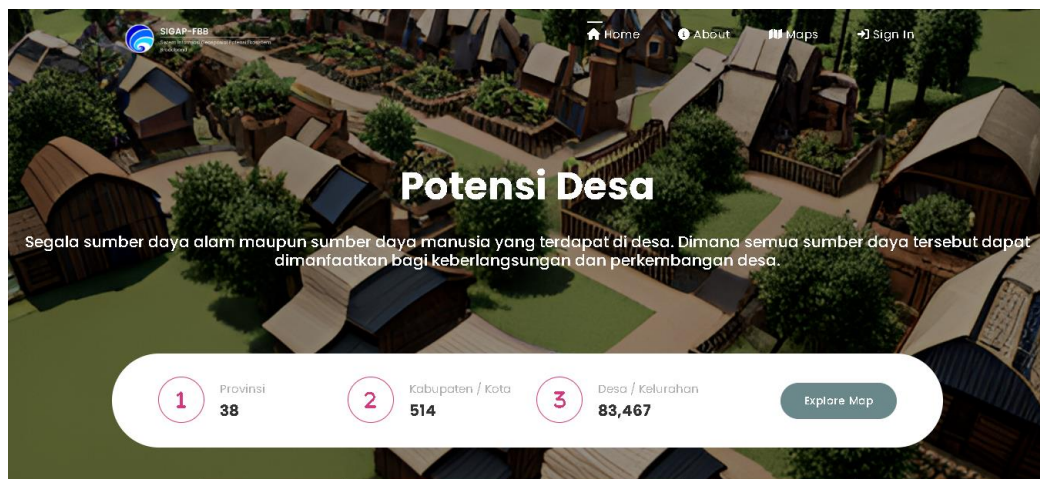 SIGAP-FBB
Home
About
Maps
Sign In
Potensi Desa
Segala sumber daya alam maupun sumber daya manusia yang terdapat di desa. Dimana semua sumber daya tersebut dapat
dimanfaatkan bagi keberlangsungan dan perkembangan desa.
1
Provinsi
38
2
Kabupaten / Kota
514
3
Desa / Kelurahan
83,467
Explore Map